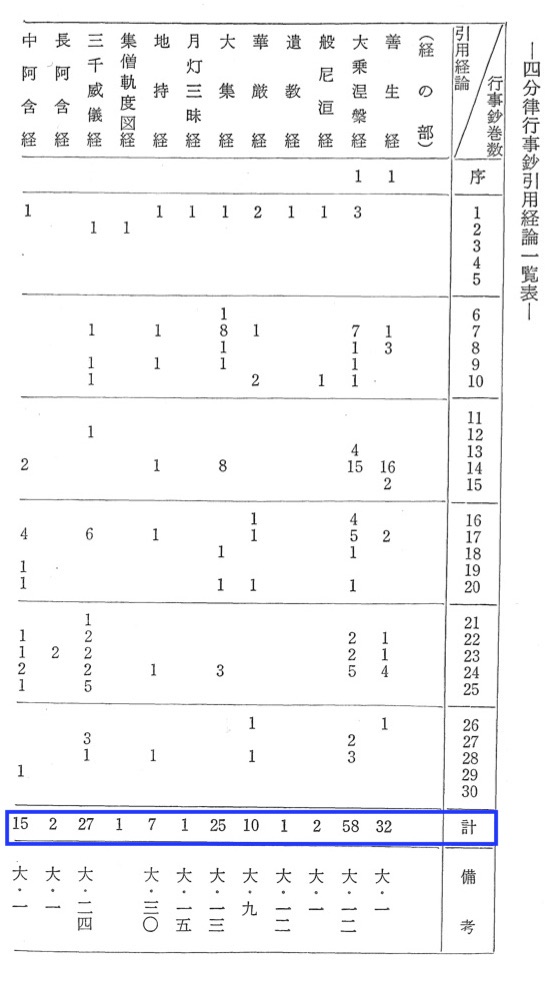 ―四分律行事鈔引用経論一覧表―
行事鈔巻数
引用経論
序 1 2 3 4 5 6 7 8 9 10 11 12 13 14 15 16 17 18 19 20 21 22 23 24 25 26 27 28 29 30 計 備考
(経の部)
善生経 1 1 3 16 2 2 1 1 4 1 32 大・一
大乗涅槃経 1 3 7 1 1 1 4 15 4 5 1 1 2 2 5 2 3 58 大・一二
般尼洹経 1 1 2 大・一
遺教経 1 1 大・一二
華厳経 2 1 2 1 1 1 1 1 10 大・九
大集経 1 1 8 1 1 8 1 1 3 25 大・一三
月灯三昧経 1 1 大・一五
地持経 1 1 1 1 1 1 1 7 大・三〇
集僧軌度図経 1 1
三千威儀経 1 1 1 1 1 6 1 2 2 2 5 3 1 27 大・二四
長阿含経 2 2 大・一
中阿含経 1 2 4 1 1 1 1 2 1 1 15 大・一